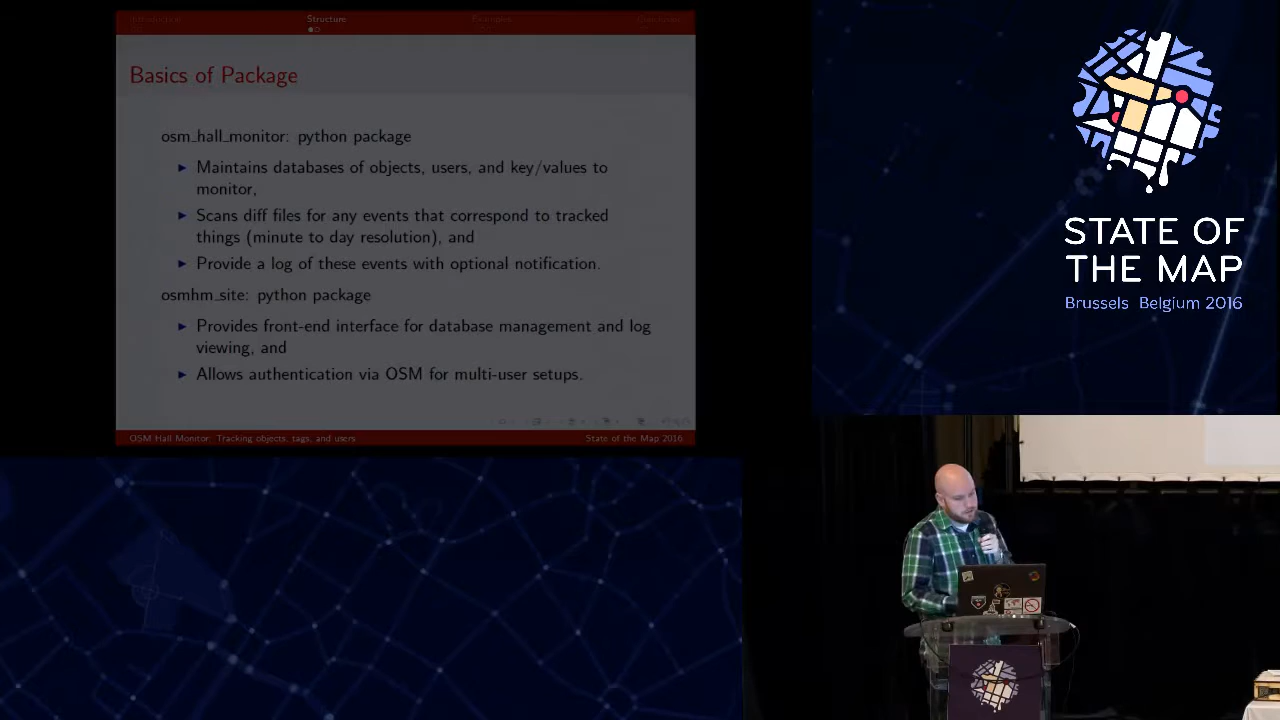 Introduction
Structure
Examples
Basics of Package
osm_hall_monitor: python package
Maintains databases of objects, users, and key/values to
monitor,
Scans diff files for any events that correspond to tracked
things (minute to day resolution), and
Provide a log of these events with optional notification.
osmhm_site: python package
Provides front-end interface for database management and log
viewing, and
Allows authentication via OSM for multi-user setups.
OSM Hall Monitor: Tracking objects, tags, and users
State of the Map 2016
STATE OF
THE MAP
Brussels Belgium 2016